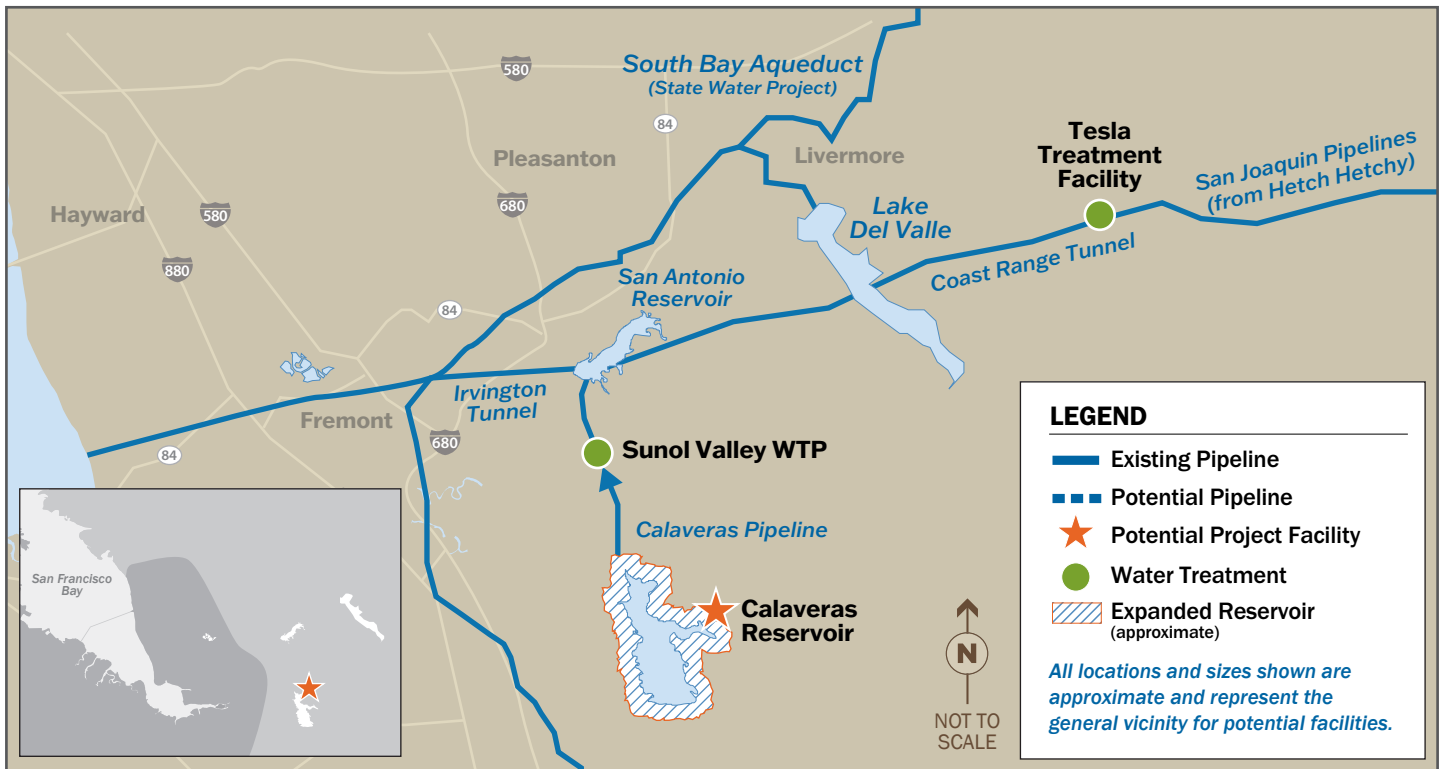 580
South Bay Aqueduct
(State Water Project)
84
Pleasanton
Livermore
Tesla
Treatment
Facility
San Joaquin Pipelines
(from Hetch Hetchy)
Hayward
580
680
Lake
Del Valle
880
Coast Range Tunnel
San Antonio
Reservoir
84
Irvington
Tunnel
Fremont
680
84
Sunol Valley WTP
Calaveras Pipeline
Calaveras
Reservoir
N
NOT TO
SCALE
San Francisco
Bay
LEGEND
Existing Pipeline
Potential Pipeline
Potential Project Facility
Water Treatment
Expanded Reservoir
(approximate)
All locations and sizes shown are
approximate and represent the
general vicinity for potential facilities.